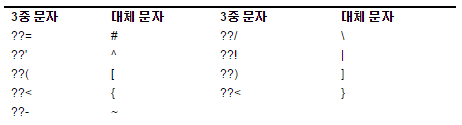 3중 문자 대체 문자 3중 문자 대체 문자
??= # ??/ \
??' ^ ??! |
??( [ ??) ]
??< { ??< }
??- ~